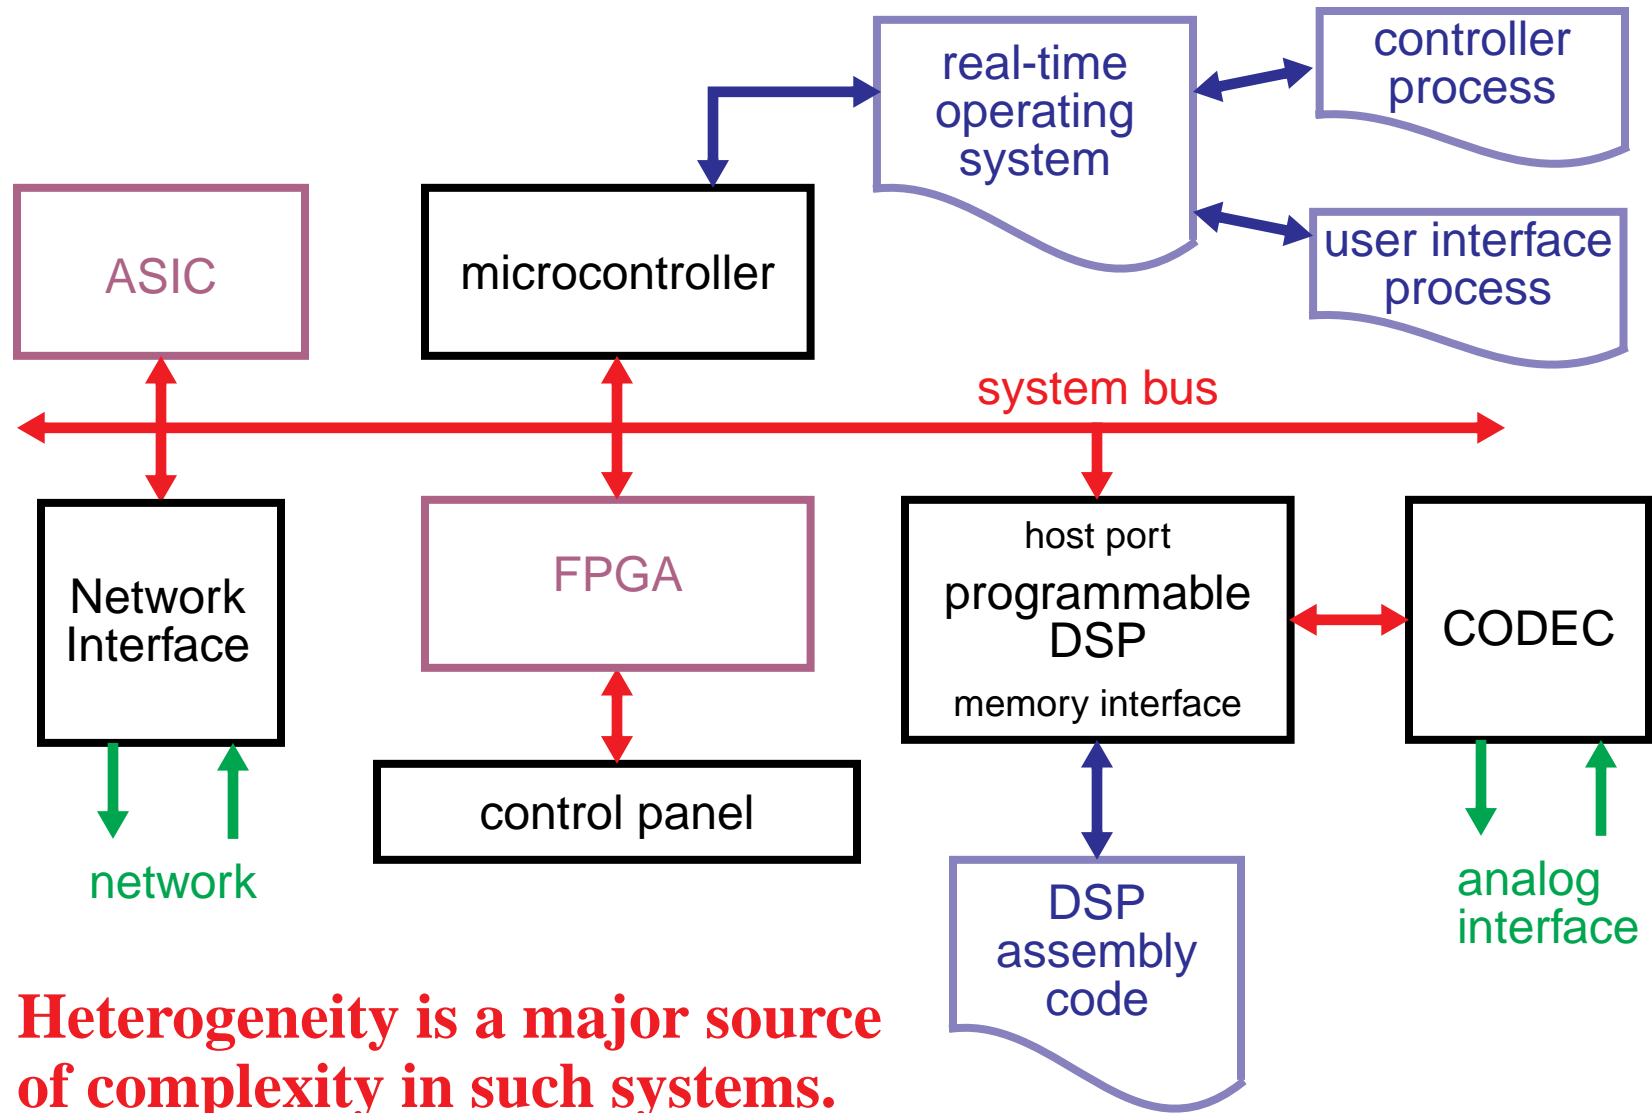 real-time
operating
system
controller
process
user interface
process
ASIC
microcontroller
system bus
Network
Interface
FPGA
host port
programmable
DSP
memory interface
CODEC
control panel
network
DSP
assembly
code
analog
interface
Heterogeneity is a major source
of complexity in such systems.